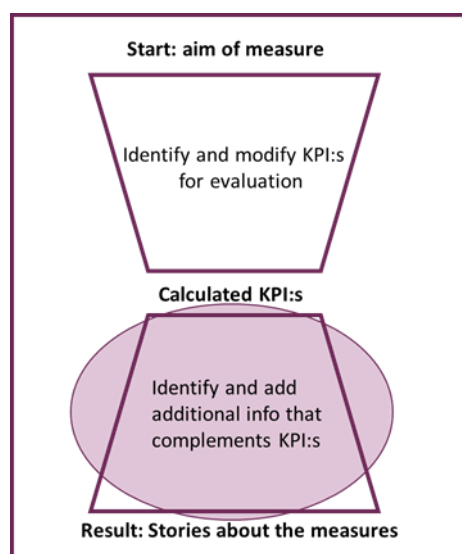 Start: aim of measure
Identify and modify KPI:s
for evaluation
Calculated KPI:s
Identify and add
additional info that
complements KPI:s
Result: Stories about the measures